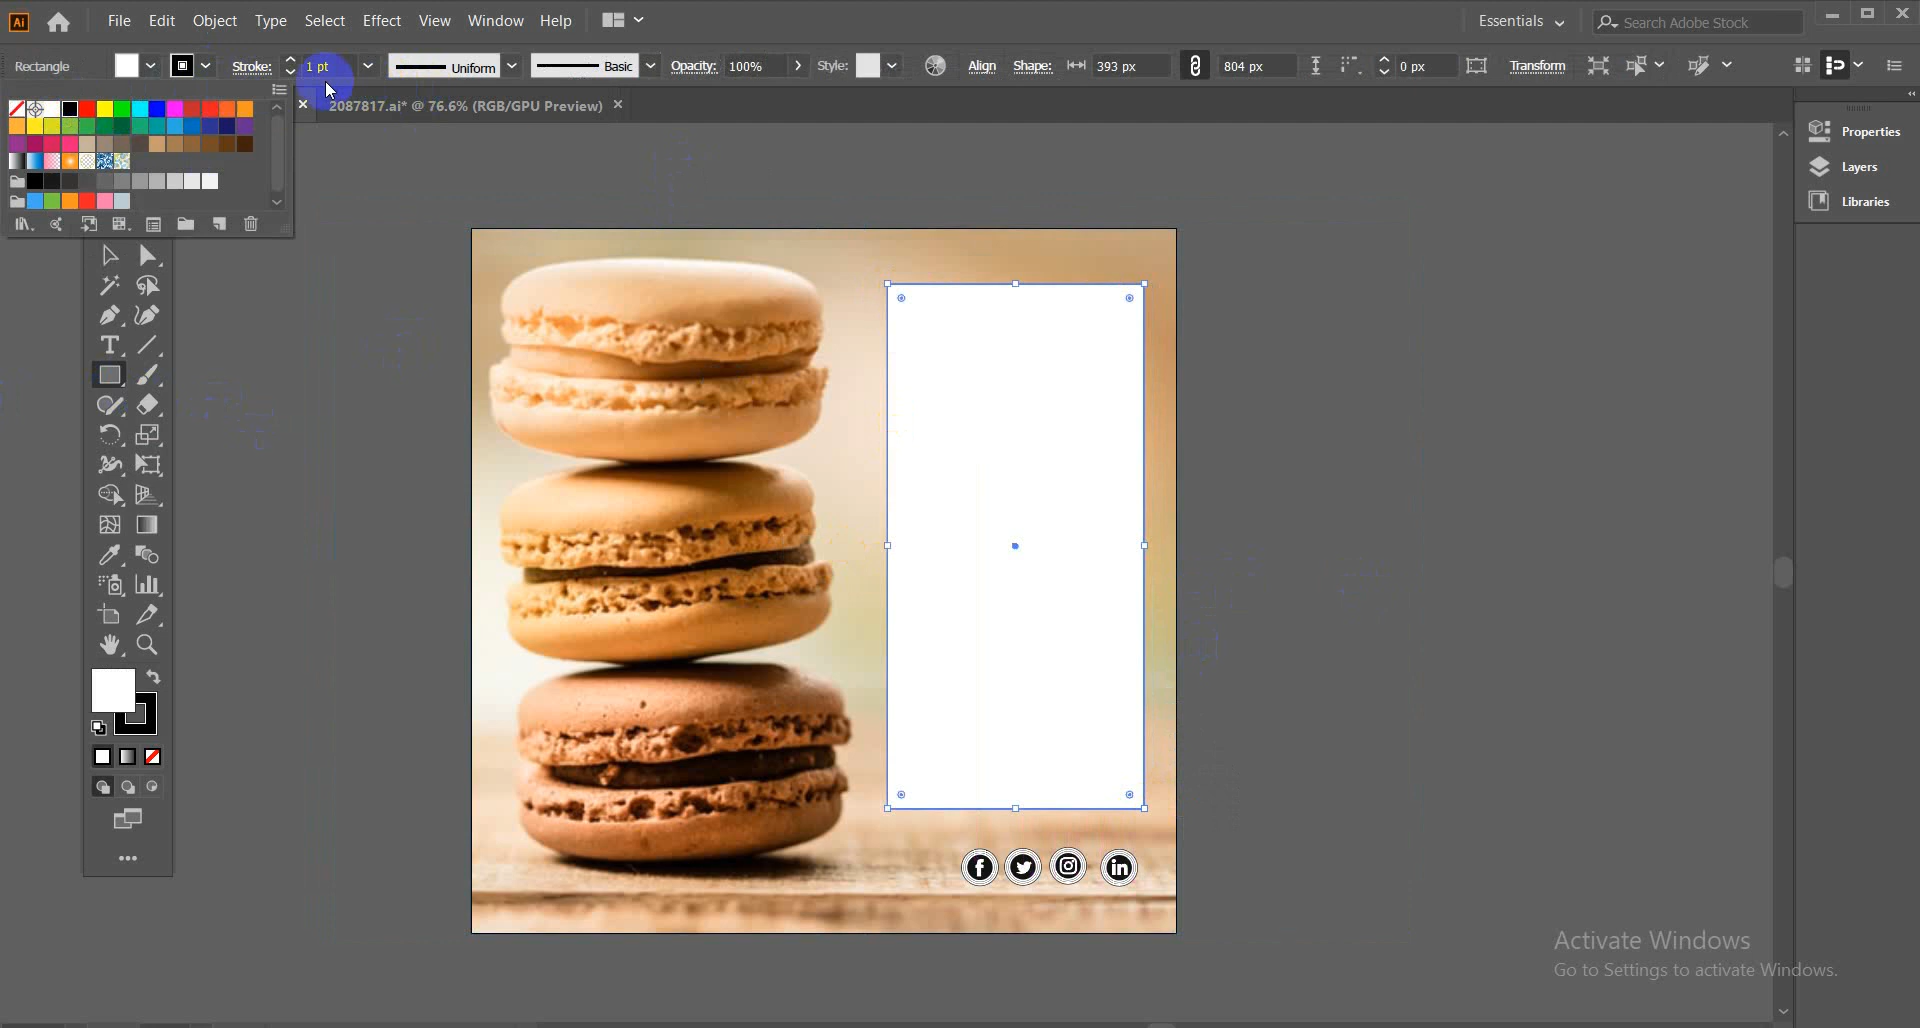 Ai File Edit Object Type Select Effect View Window Help Essentials Search Adobe Stock
Rectangle Stroke: 1 pt Uniform Basic Opacity: 100% Style: Align Shape: 393 px 804 px 0 px Transform
2087817.ai* @ 76.6% (RGB/GPU Preview)
Properties
Layers
Libraries
T
f in
Activate Windows
Go to Settings to activate Windows.